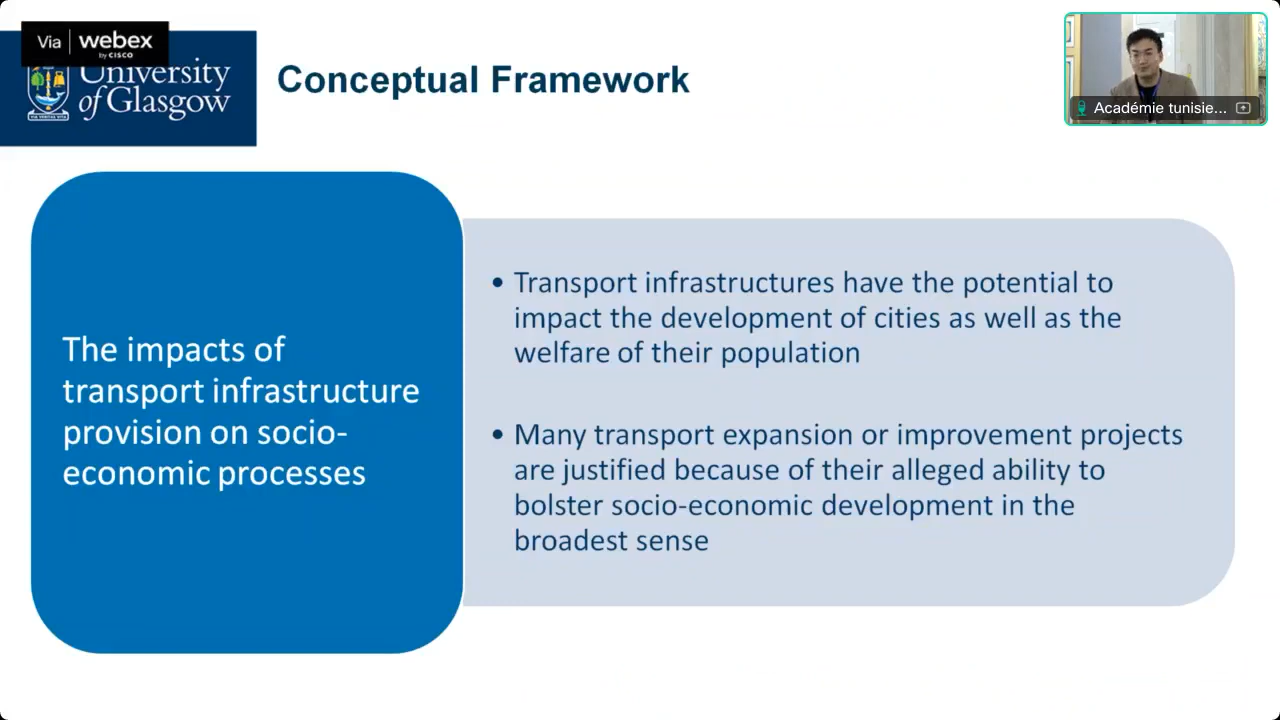 Via webex
by CISCO
University
of Glasgow
VIA VERITAS VITA
Conceptual Framework
Académie tunisie...
The impacts of
transport infrastructure
provision on socio-
economic processes
• Transport infrastructures have the potential to
impact the development of cities as well as the
welfare of their population
• Many transport expansion or improvement projects
are justified because of their alleged ability to
bolster socio-economic development in the
broadest sense